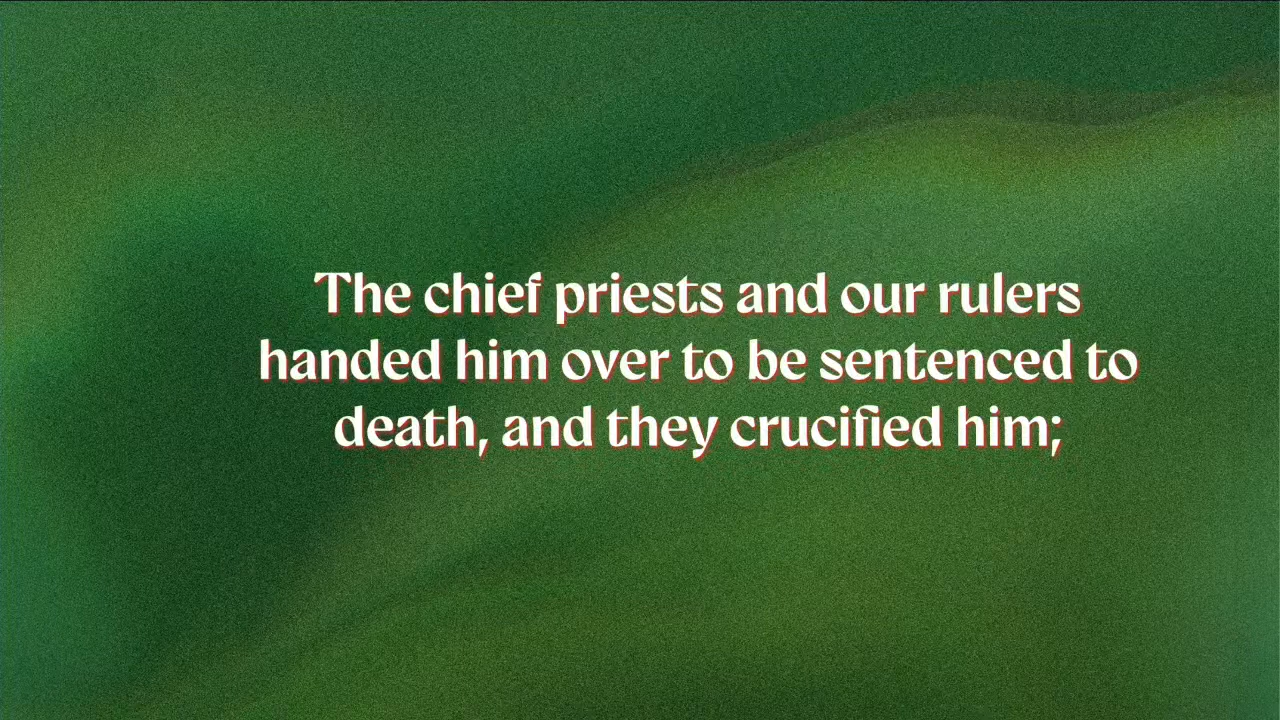 The chief priests and our rulers
handed him over to be sentenced to
death, and they crucified him;